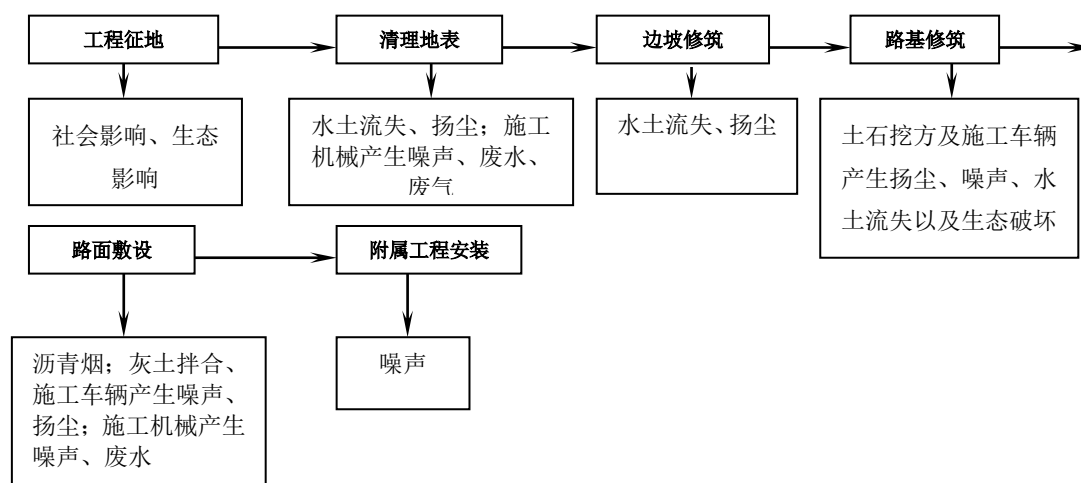 工程征地
清理地表
边坡修筑
路基修筑
社会影响、生态
影响
水土流失、扬尘；施工
机械产生噪声、废水、
废气
水土流失、扬尘
土石挖方及施工车辆
产生扬尘、噪声、水
土流失以及生态破坏
路面敷设
附属工程安装
沥青烟；灰土拌合、
施工车辆产生噪声、
扬尘；施工机械产生
噪声、废水
噪声